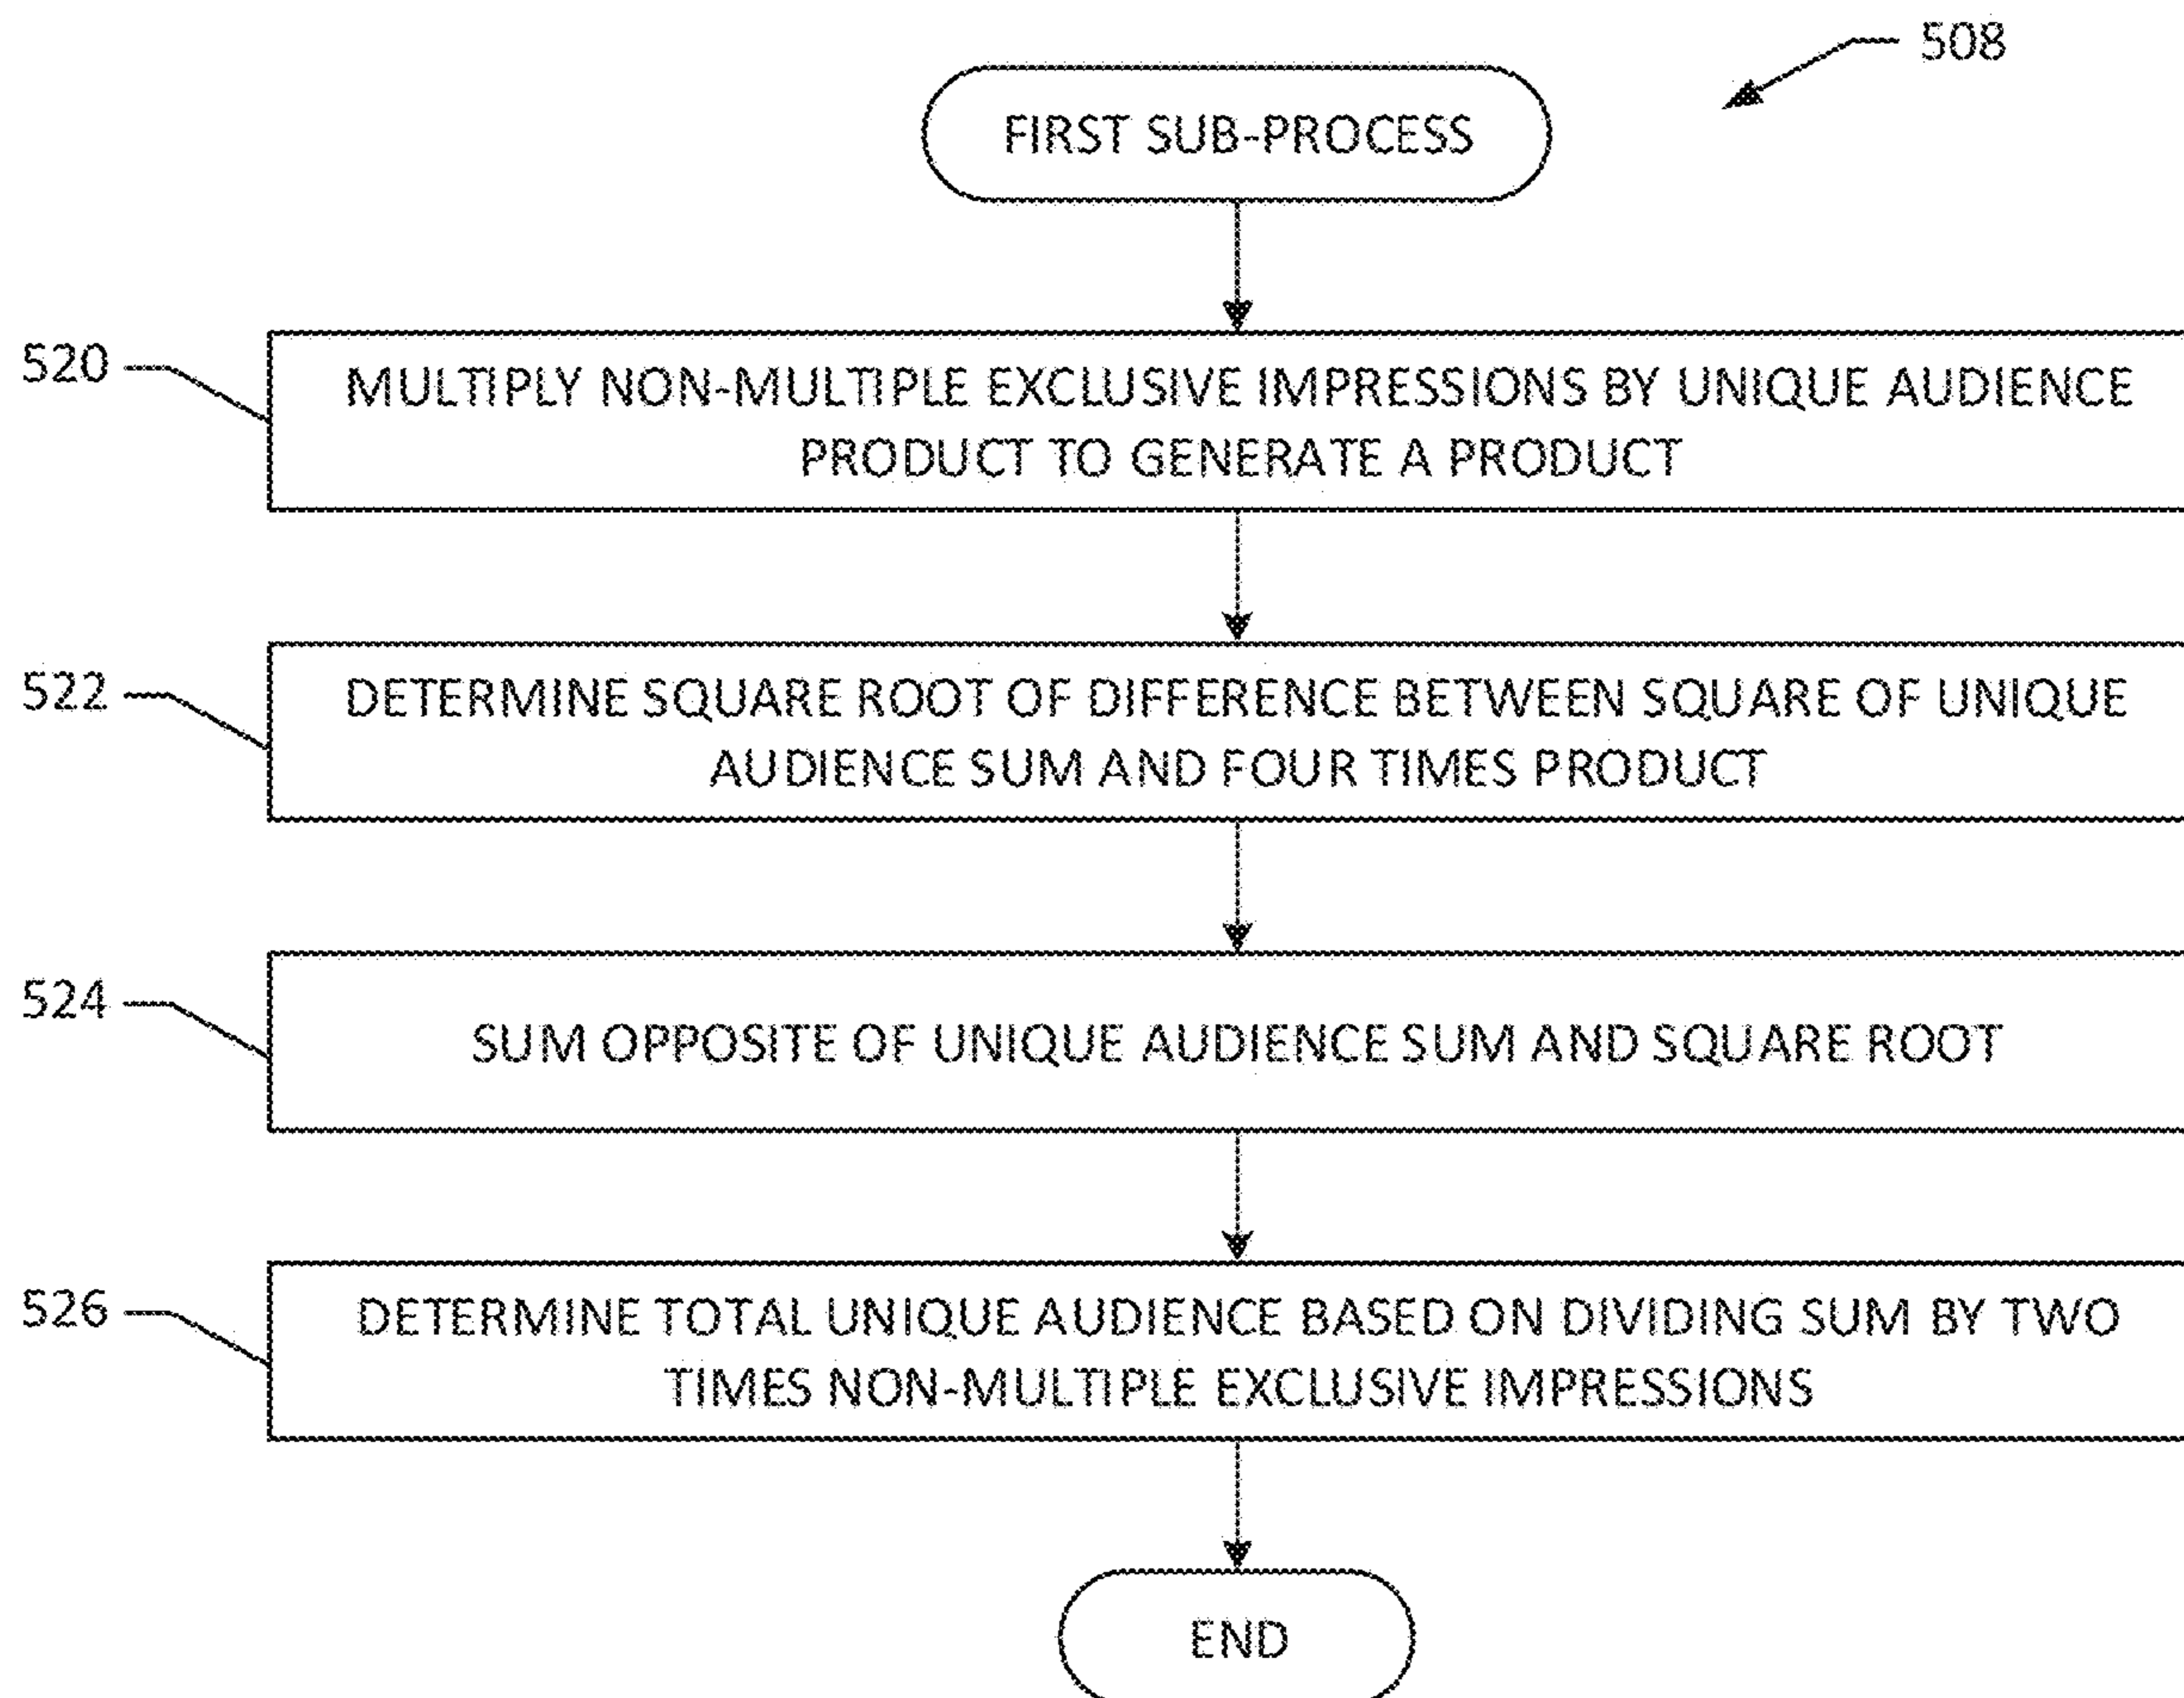 508
FIRST SUB-PROCESS
520
MULTIPLY NON-MULTIPLE EXCLUSIVE IMPRESSIONS BY UNIQUE AUDIENCE
PRODUCT TO GENERATE A PRODUCT
522
DETERMINE SQUARE ROOT OF DIFFERENCE BETWEEN SQUARE OF UNIQUE
AUDIENCE SUM AND FOUR TIMES PRODUCT
524
SUM OPPOSITE OF UNIQUE AUDIENCE SUM AND SQUARE ROOT
526
DETERMINE TOTAL UNIQUE AUDIENCE BASED ON DIVIDING SUM BY TWO
TIMES NON-MULTIPLE EXCLUSIVE IMPRESSIONS
END